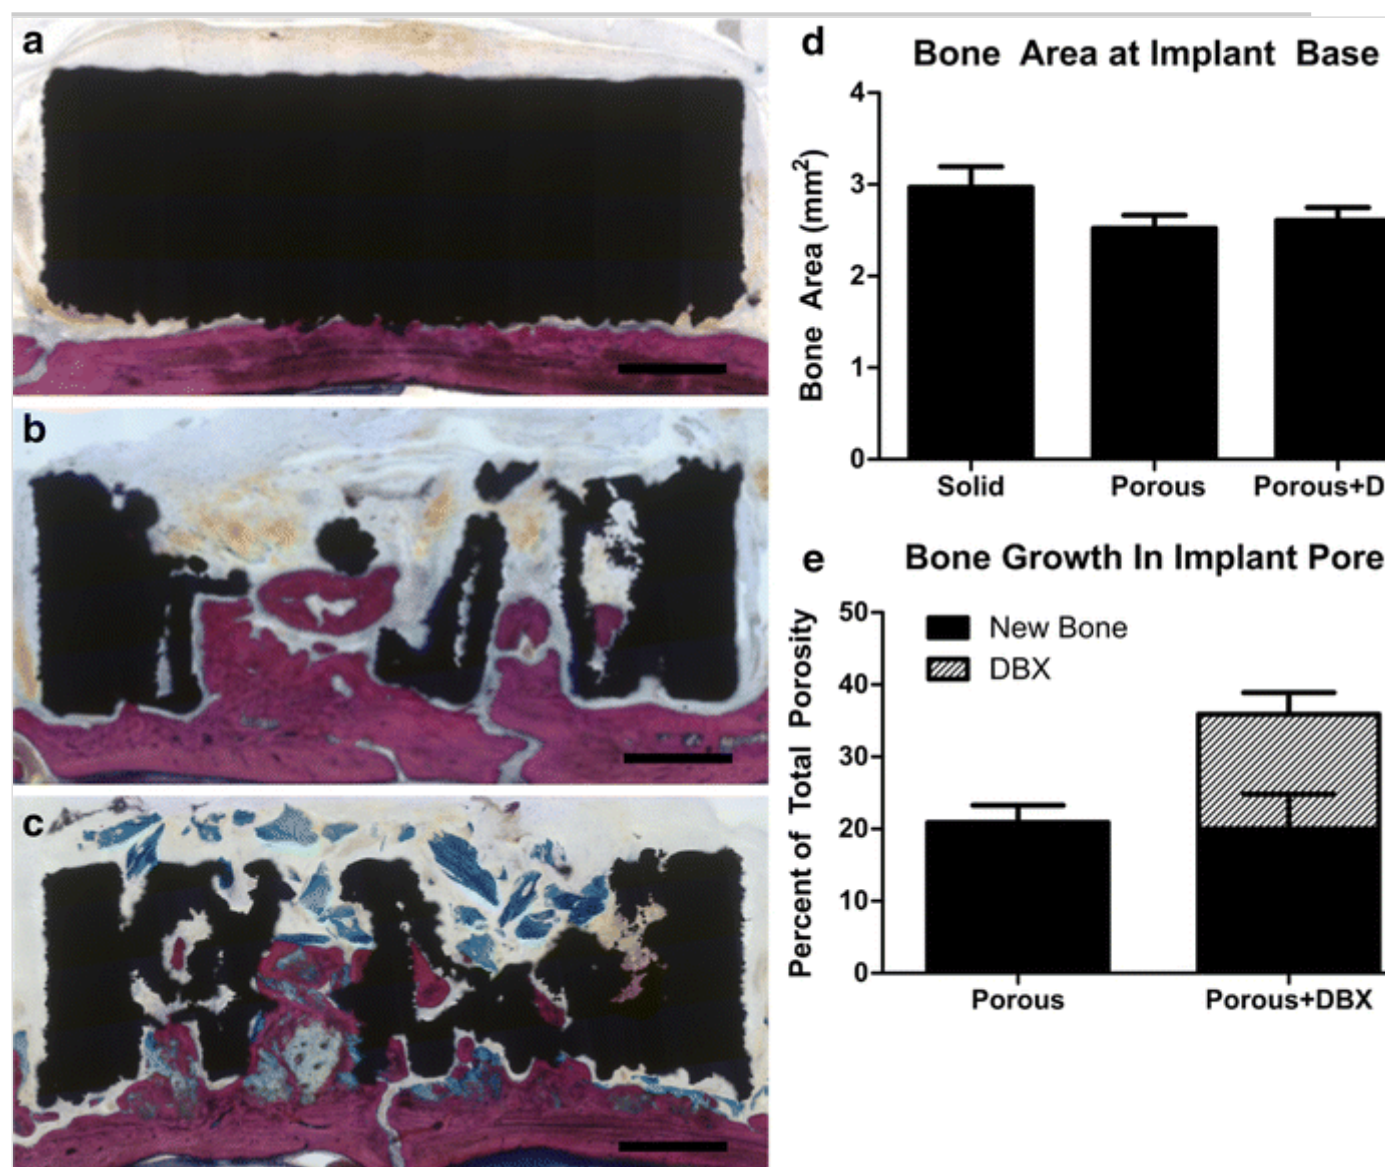 a
b
c
d
Bone Area at Implant Base
Bone Area (mm²)
4
3
2
1
0
Solid
Porous
Porous+D
e
Bone Growth In Implant Pore
Percent of Total Porosity
50
40
30
20
10
0
New Bone
DBX
Porous
Porous+DBX